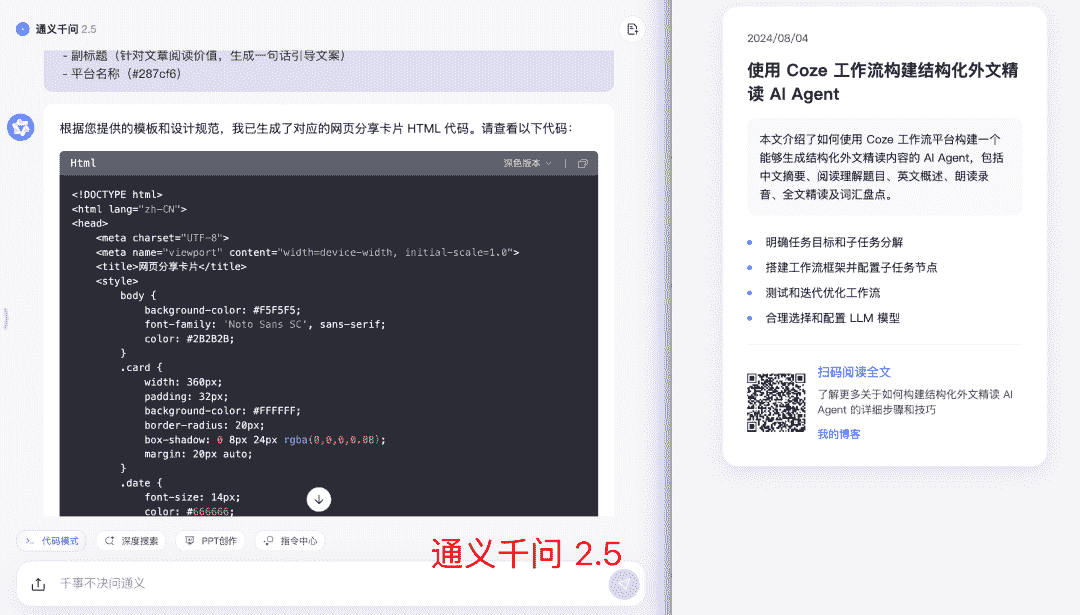 通义千问 2.5
- 副标题（针对文章阅读价值，生成一句话引导文案）
- 平台名称（#287cf6）
根据您提供的模板和设计规范，我已生成了对应的网页分享卡片 HTML 代码。请查看以下代码：
Html
深色版本
<!DOCTYPE html>
<html lang="zh-CN">
<head>
<meta charset="UTF-8">
<meta name="viewport" content="width=device-width, initial-scale=1.0">
<title>网页分享卡片</title>
<style>
body {
background-color: #F5F5F5;
font-family: 'Noto Sans SC', sans-serif;
color: #2B2B2B;
}
.card {
width: 360px;
padding: 32px;
background-color: #FFFFFF;
border-radius: 20px;
box-shadow: 0 8px 24px rgba(0,0,0,0.08);
margin: 20px auto;
}
.date {
font-size: 14px;
color: #666666;
代码模式
深度搜索
PPT创作
指令中心
通义千问 2.5
千事不决问通义
2024/08/04
使用 Coze 工作流构建结构化外文精
读 AI Agent
本文介绍了如何使用 Coze 工作流平台构建一个
能够生成结构化外文精读内容的 AI Agent，包括
中文摘要、阅读理解题目、英文概述、朗读录
音、全文精读及词汇盘点。
明确任务目标和子任务分解
搭建工作流框架并配置子任务节点
测试和迭代优化工作流
合理选择和配置 LLM 模型
扫码阅读全文
了解更多关于如何构建结构化外文精读 AI
Agent 的详细步骤和技巧
我的博客